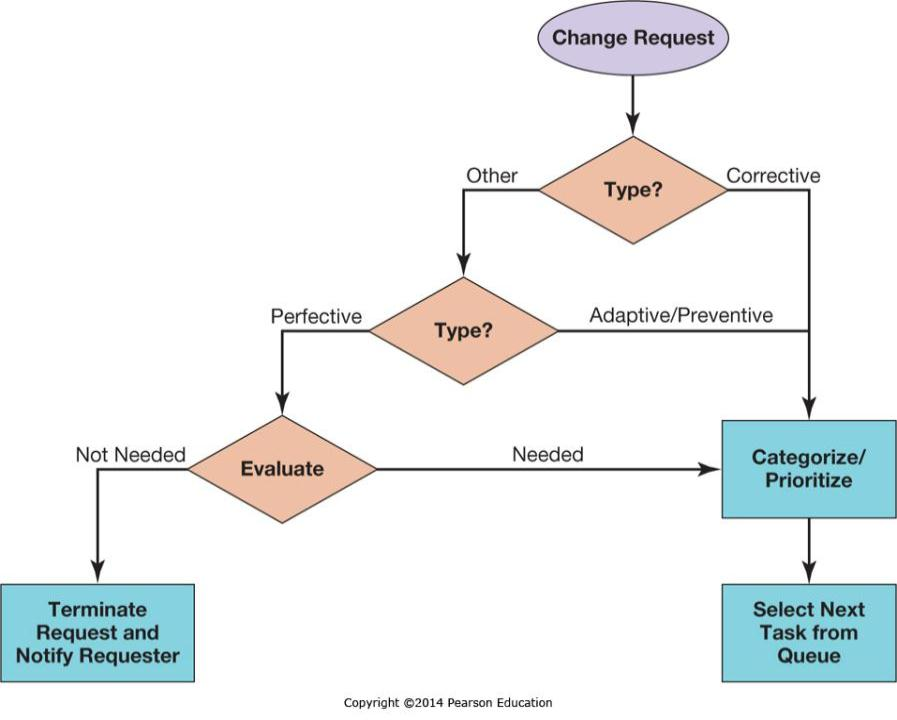 Change Request
Other
Corrective
Type?
Perfective
Adaptive/Preventive
Type?
Not Needed
Needed
Evaluate
Categorize/
Prioritize
Terminate
Request and
Notify Requester
Select Next
Task from
Queue
Copyright ©2014 Pearson Education